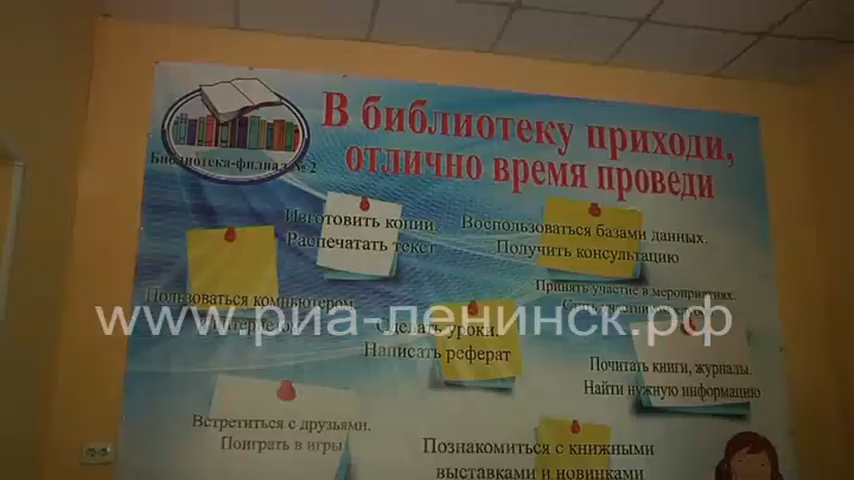 В библиотеку приходи,
отлично время проведи
Библиотека-филиал №2
Изготовить копии.
Распечатать текст
Воспользоваться базами данных.
Получить консультацию
Пользоваться компьютером
Принять участие в мероприятиях.
www.риа-ленинск.рф
Сделать уроки.
Написать реферат
Почитать книги, журналы.
Найти нужную информацию
Встретиться с друзьями.
Поиграть в игры
Познакомиться с книжными
выставками и новинками